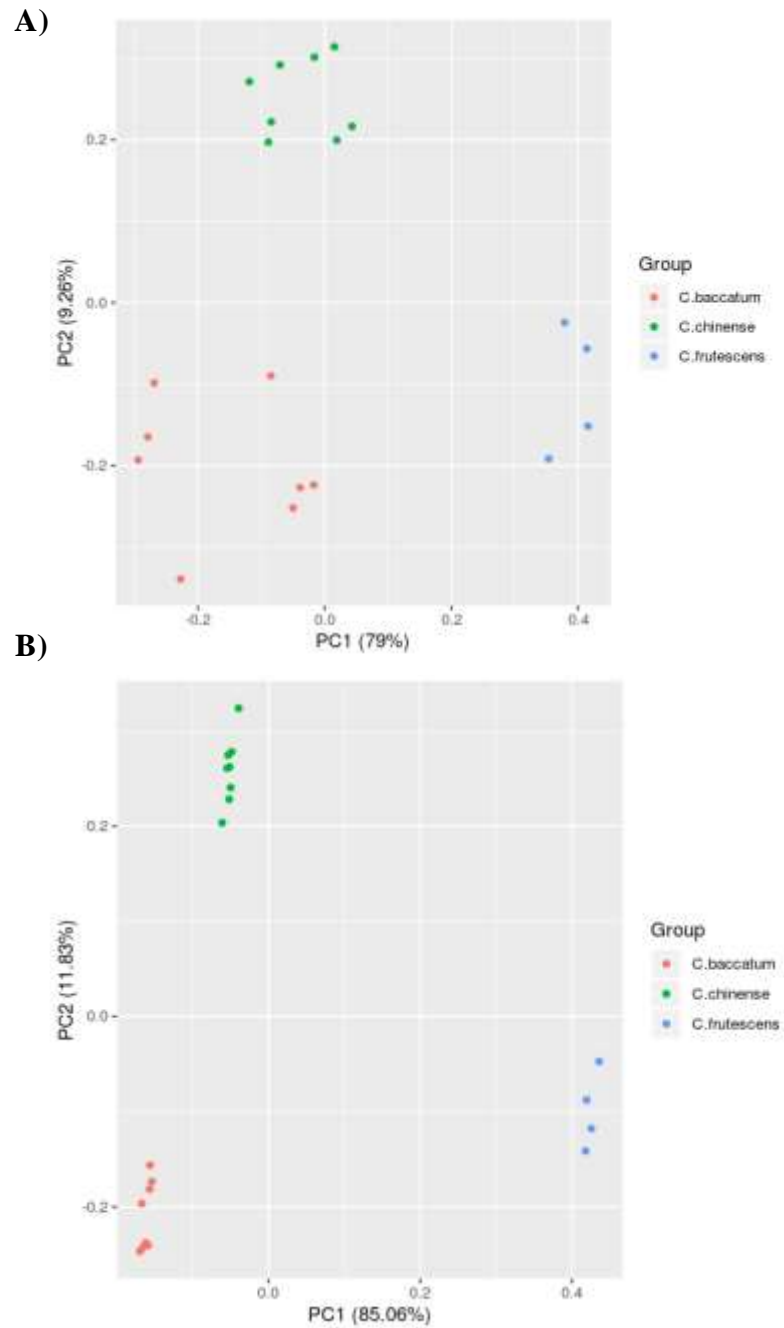 A)
0.2-
0.0-
-0.2-
PC2 (9.26%)
-0.2
0.0
0.2
0.4
PC1 (79%)
Group
C.baccatum
C.chinense
C.frutescens
B)
0.2-
0.0-
-0.2-
PC2 (11.83%)
0.0
0.2
0.4
PC1 (85.06%)
Group
C.baccatum
C.chinense
C.frutescens